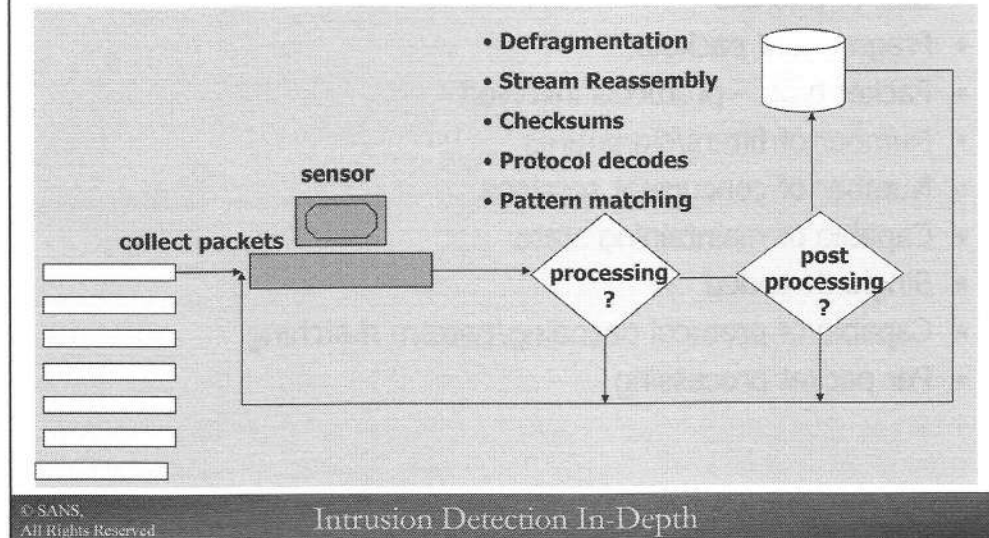 • Defragmentation
• Stream Reassembly
• Checksums
• Protocol decodes
• Pattern matching
sensor
collect packets
processing
?
post
processing
?
© SANS,
All Rights Reserved
Intrusion Detection In-Depth